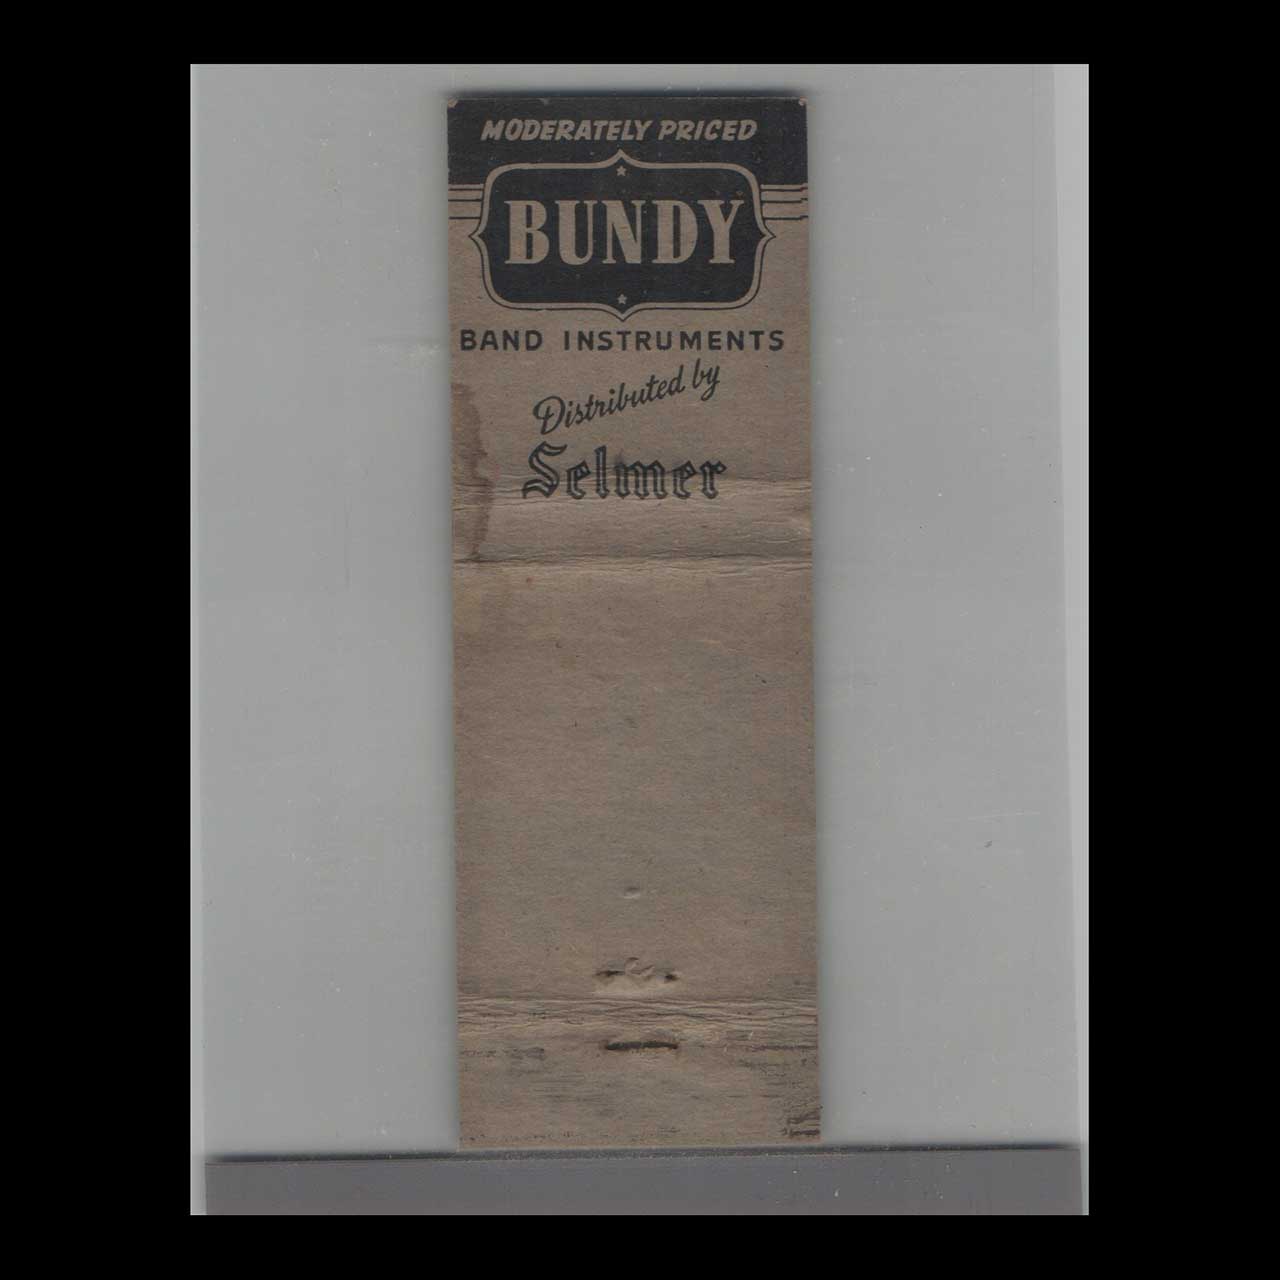 MODERATELY PRICED
BUNDY
BAND INSTRUMENTS
Distributed by
Selmer